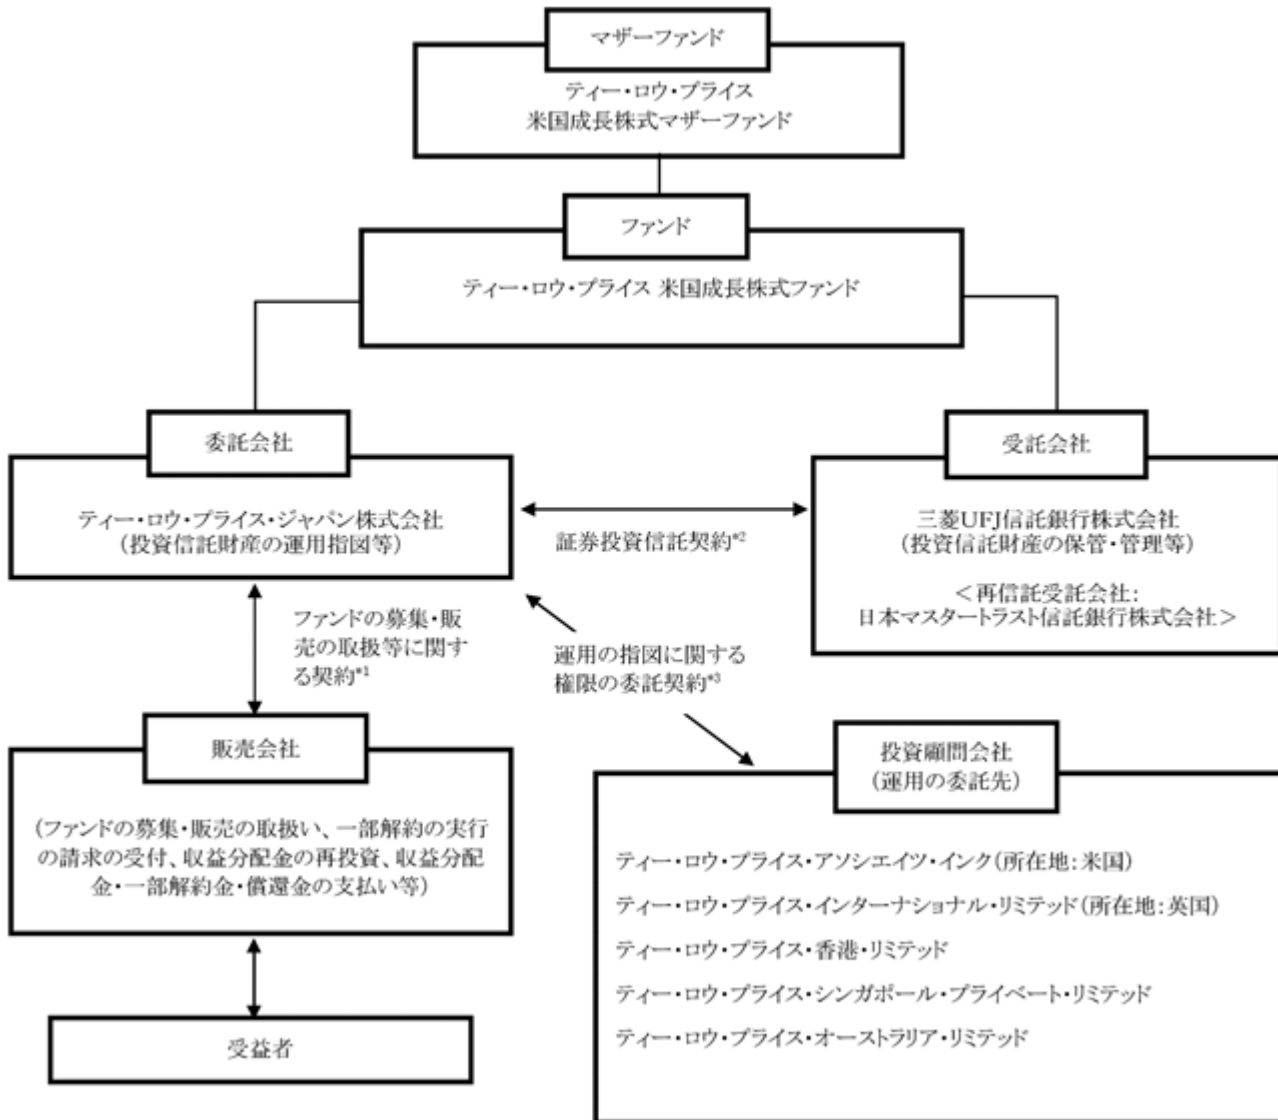 マザーファンド
ティー・ロウ・プライス
米国成長株式マザーファンド
ファンド
ティー・ロウ・プライス 米国成長株式ファンド
委託会社
ティー・ロウ・プライス・ジャパン株式会社
（投資信託財産の運用指図等）
証券投資信託契約*2
受託会社
三菱UFJ信託銀行株式会社
（投資信託財産の保管・管理等）
＜再信託受託会社：
日本マスタートラスト信託銀行株式会社＞
ファンドの募集・販
売の取扱等に関す
る契約*1
運用の指図に関する
権限の委託契約*3
販売会社
（ファンドの募集・販売の取扱い、一部解約の実行
の請求の受付、収益分配金の再投資、収益分配
金・一部解約金・償還金の支払い等）
投資顧問会社
（運用の委託先）
ティー・ロウ・プライス・アソシエイツ・インク（所在地：米国）
ティー・ロウ・プライス・インターナショナル・リミテッド（所在地：英国）
ティー・ロウ・プライス・香港・リミテッド
ティー・ロウ・プライス・シンガポール・プライベート・リミテッド
ティー・ロウ・プライス・オーストラリア・リミテッド
受益者